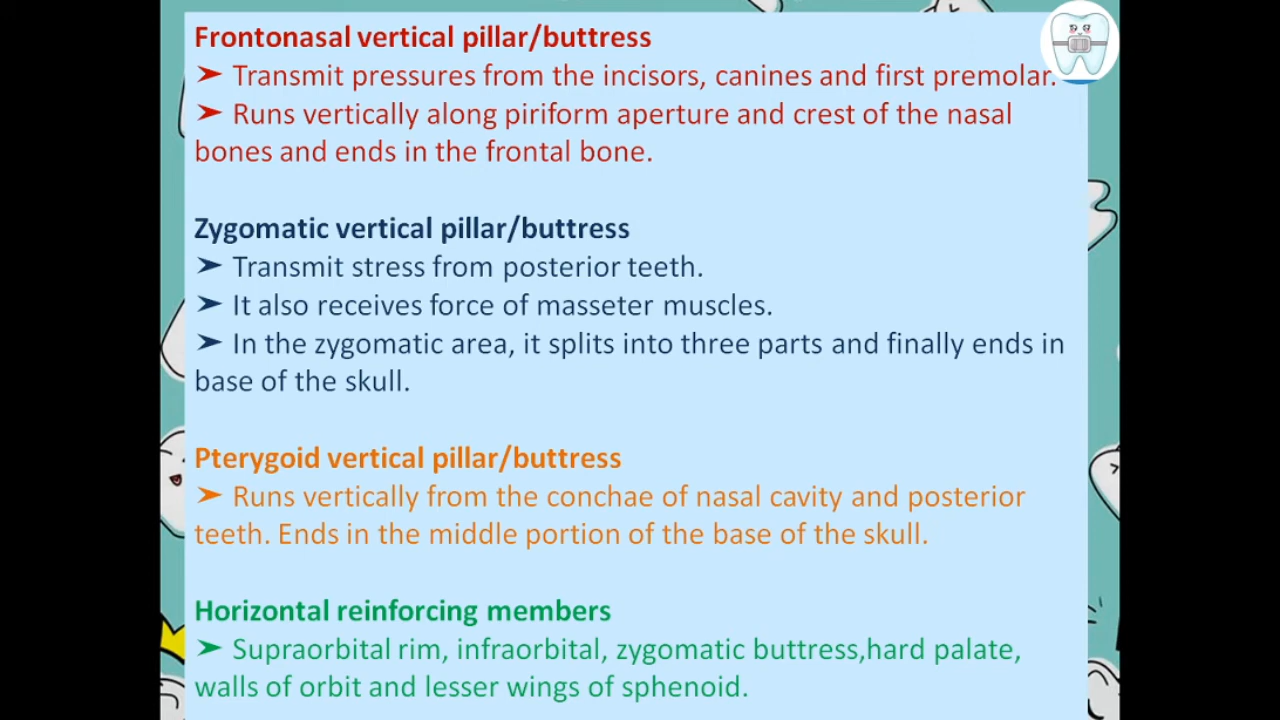 Frontonasal vertical pillar/buttress
➤ Transmit pressures from the incisors, canines and first premolar.
➤ Runs vertically along piriform aperture and crest of the nasal
bones and ends in the frontal bone.
Zygomatic vertical pillar/buttress
➤ Transmit stress from posterior teeth.
➤ It also receives force of masseter muscles.
➤ In the zygomatic area, it splits into three parts and finally ends in
base of the skull.
Pterygoid vertical pillar/buttress
➤ Runs vertically from the conchae of nasal cavity and posterior
teeth. Ends in the middle portion of the base of the skull.
Horizontal reinforcing members
➤ Supraorbital rim, infraorbital, zygomatic buttress,hard palate,
walls of orbit and lesser wings of sphenoid.